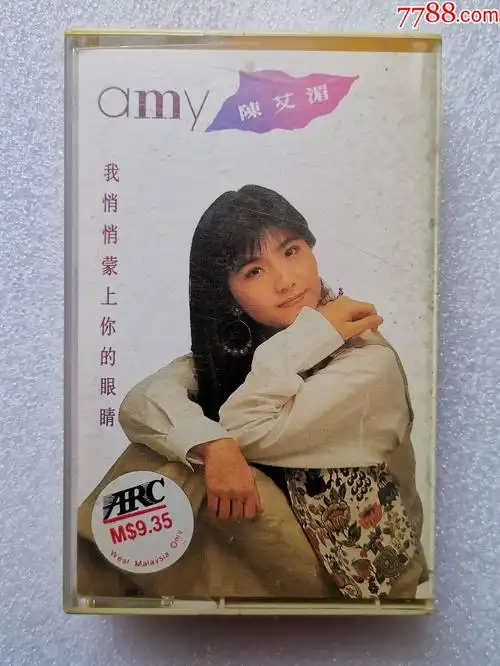 7788.com
amy
陳艾湄
我悄悄蒙上你的眼睛
ARC
M$9.35
West Malaysia Only